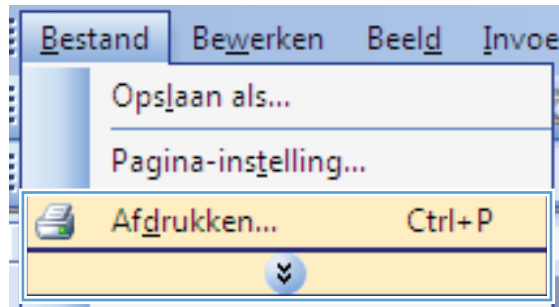 Bestand Bewerken Beeld Invoe
Opslaan als...
Pagina-instelling...
Afdrukken... Ctrl+P